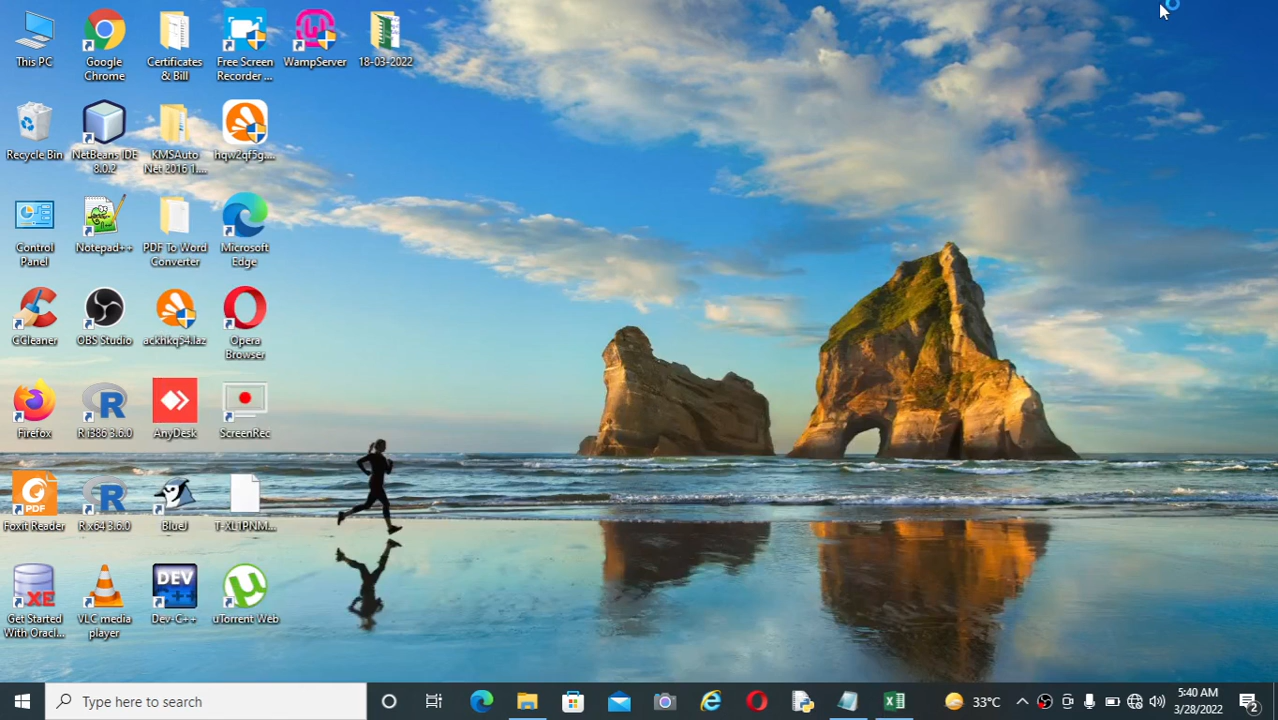 This PC
Google
Chrome
Certificates
& Bill
Free Screen
Recorder ...
WampServer
18-03-2022
Recycle Bin
NetBeans IDE
8.0.2
KMSAuto
Net 2016 1....
hqw2qf5g....
Control
Panel
Notepad++
PDF To Word
Converter
Microsoft
Edge
CCleaner
OBS Studio
ackhkq54.laz
Opera
Browser
Firefox
R i386 3.6.0
AnyDesk
ScreenRec
PDF
Foxit Reader
R x64 3.6.0
BlueJ
T-XL1PNM...
XE
Get Started
With Oracl...
VLC media
player
DEV
C++
Dev-C++
uTorrent Web
Type here to search
33°C
5:40 AM
3/28/2022
2